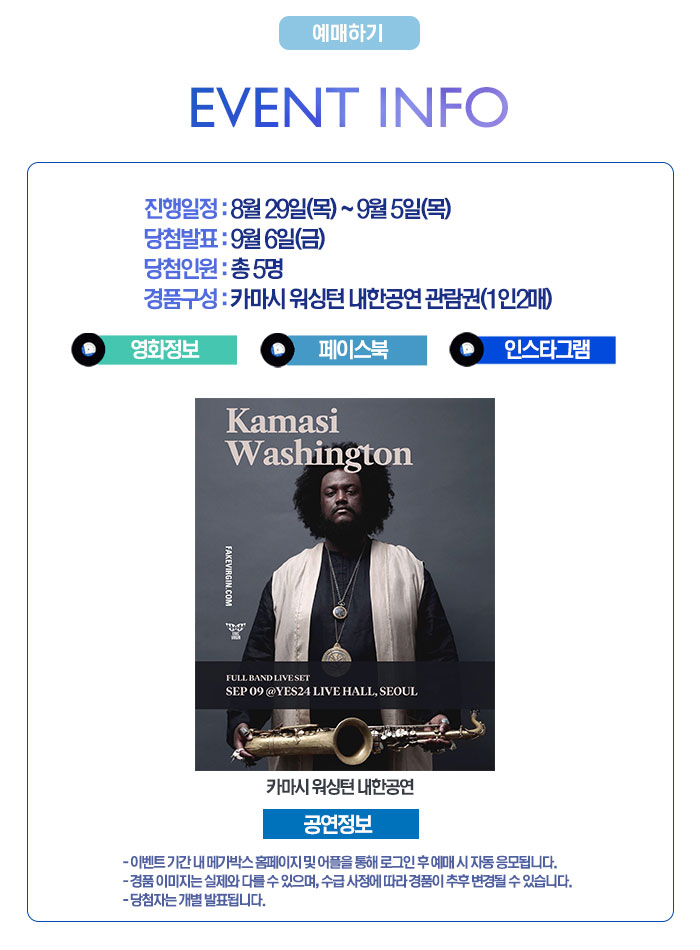 예매하기
EVENT INFO
진행일정 : 8월 29일(목) ~ 9월 5일(목)
당첨발표 : 9월 6일(금)
당첨인원 : 총 5명
경품구성 : 카마시 워싱턴 내한공연 관람권(1인2매)
영화정보
페이스북
인스타그램
Kamasi
Washington
FAKEVIRGIN.COM
FAKE
VIRGIN
FULL BAND LIVE SET
SEP 09 @YES24 LIVE HALL, SEOUL
카마시 워싱턴 내한공연
공연정보
- 이벤트 기간 내 메가박스 홈페이지 및 어플을 통해 로그인 후 예매 시 자동 응모됩니다.
- 경품 이미지는 실제와 다를 수 있으며, 수급 사정에 따라 경품이 추후 변경될 수 있습니다.
- 당첨자는 개별 발표됩니다.